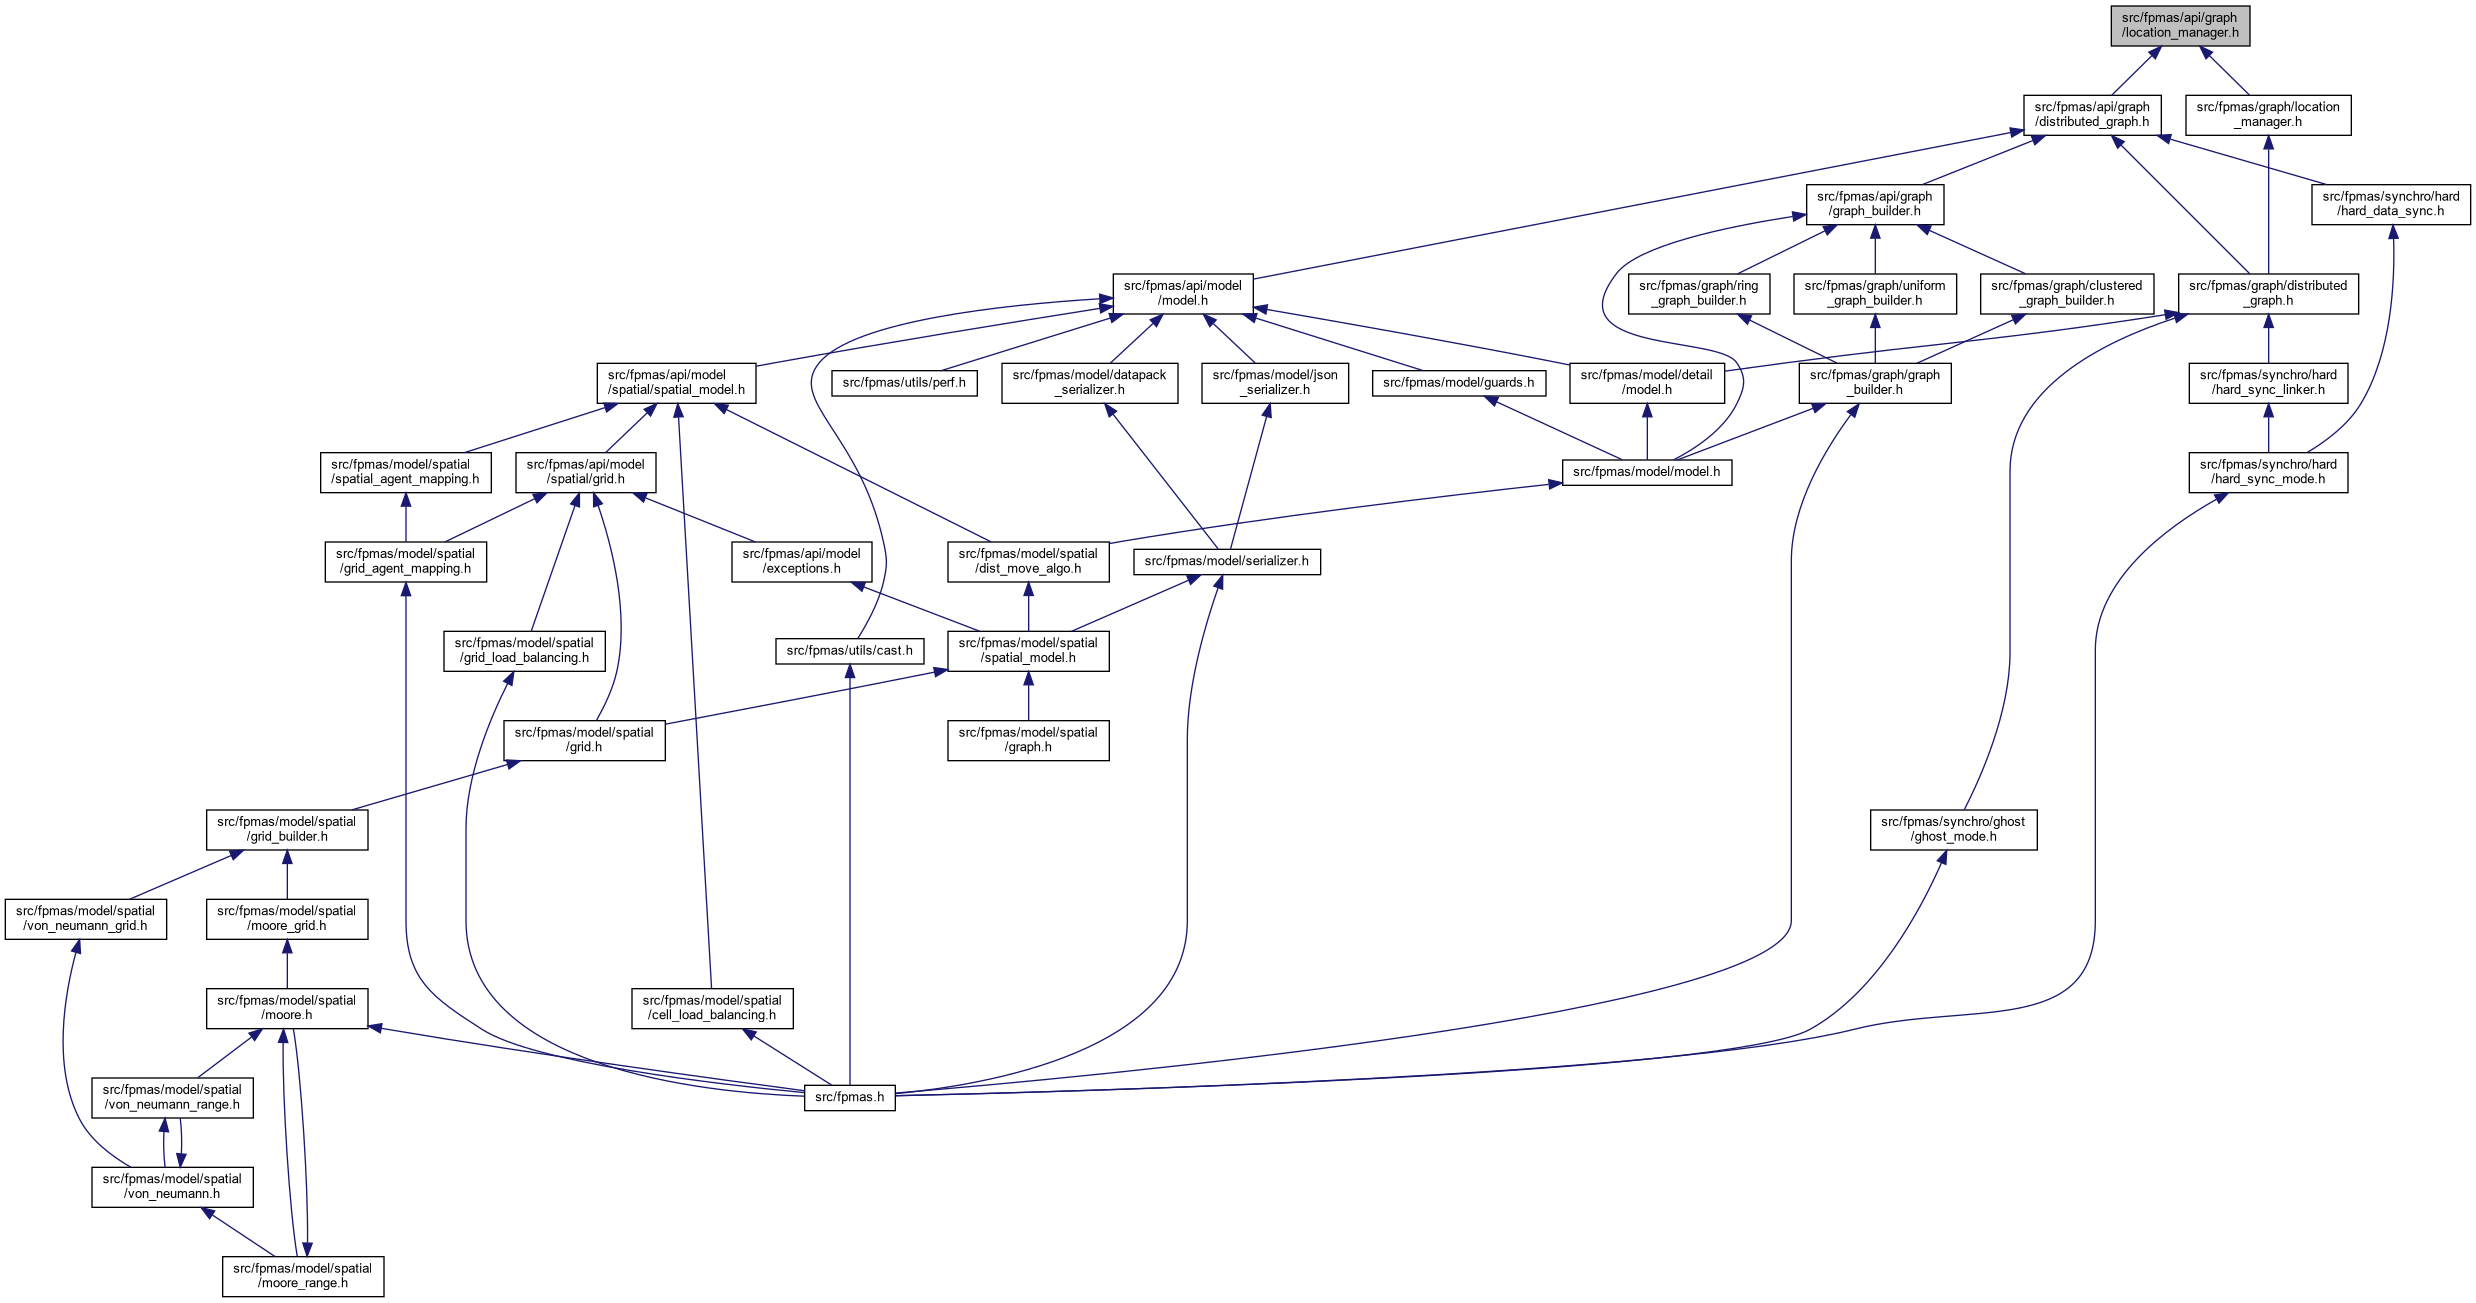 src/fpmas/api/graph
/location_manager.h
src/fpmas/api/graph
/distributed_graph.h
src/fpmas/graph/location
_manager.h
src/fpmas/api/graph
/graph_builder.h
src/fpmas/synchro/hard
/hard_data_sync.h
src/fpmas/api/model
/model.h
src/fpmas/graph/ring
_graph_builder.h
src/fpmas/graph/uniform
_graph_builder.h
src/fpmas/graph/clustered
_graph_builder.h
src/fpmas/graph/distributed
_graph.h
src/fpmas/api/model
/spatial/spatial_model.h
src/fpmas/utils/perf.h
src/fpmas/model/datapack
_serializer.h
src/fpmas/model/json
_serializer.h
src/fpmas/model/guards.h
src/fpmas/model/detail
/model.h
src/fpmas/graph/graph
_builder.h
src/fpmas/synchro/hard
/hard_sync_linker.h
src/fpmas/model/spatial
/spatial_agent_mapping.h
src/fpmas/api/model
/spatial/grid.h
src/fpmas/model/model.h
src/fpmas/synchro/hard
/hard_sync_mode.h
src/fpmas/model/spatial
/grid_agent_mapping.h
src/fpmas/api/model
/exceptions.h
src/fpmas/model/spatial
/dist_move_algo.h
src/fpmas/model/serializer.h
src/fpmas/model/spatial
/grid_load_balancing.h
src/fpmas/utils/cast.h
src/fpmas/model/spatial
/spatial_model.h
src/fpmas/model/spatial
/grid.h
src/fpmas/model/spatial
/graph.h
src/fpmas/model/spatial
/grid_builder.h
src/fpmas/synchro/ghost
/ghost_mode.h
src/fpmas/model/spatial
/von_neumann_grid.h
src/fpmas/model/spatial
/moore_grid.h
src/fpmas/model/spatial
/moore.h
src/fpmas/model/spatial
/cell_load_balancing.h
src/fpmas/model/spatial
/von_neumann_range.h
src/fpmas.h
src/fpmas/model/spatial
/von_neumann.h
src/fpmas/model/spatial
/moore_range.h